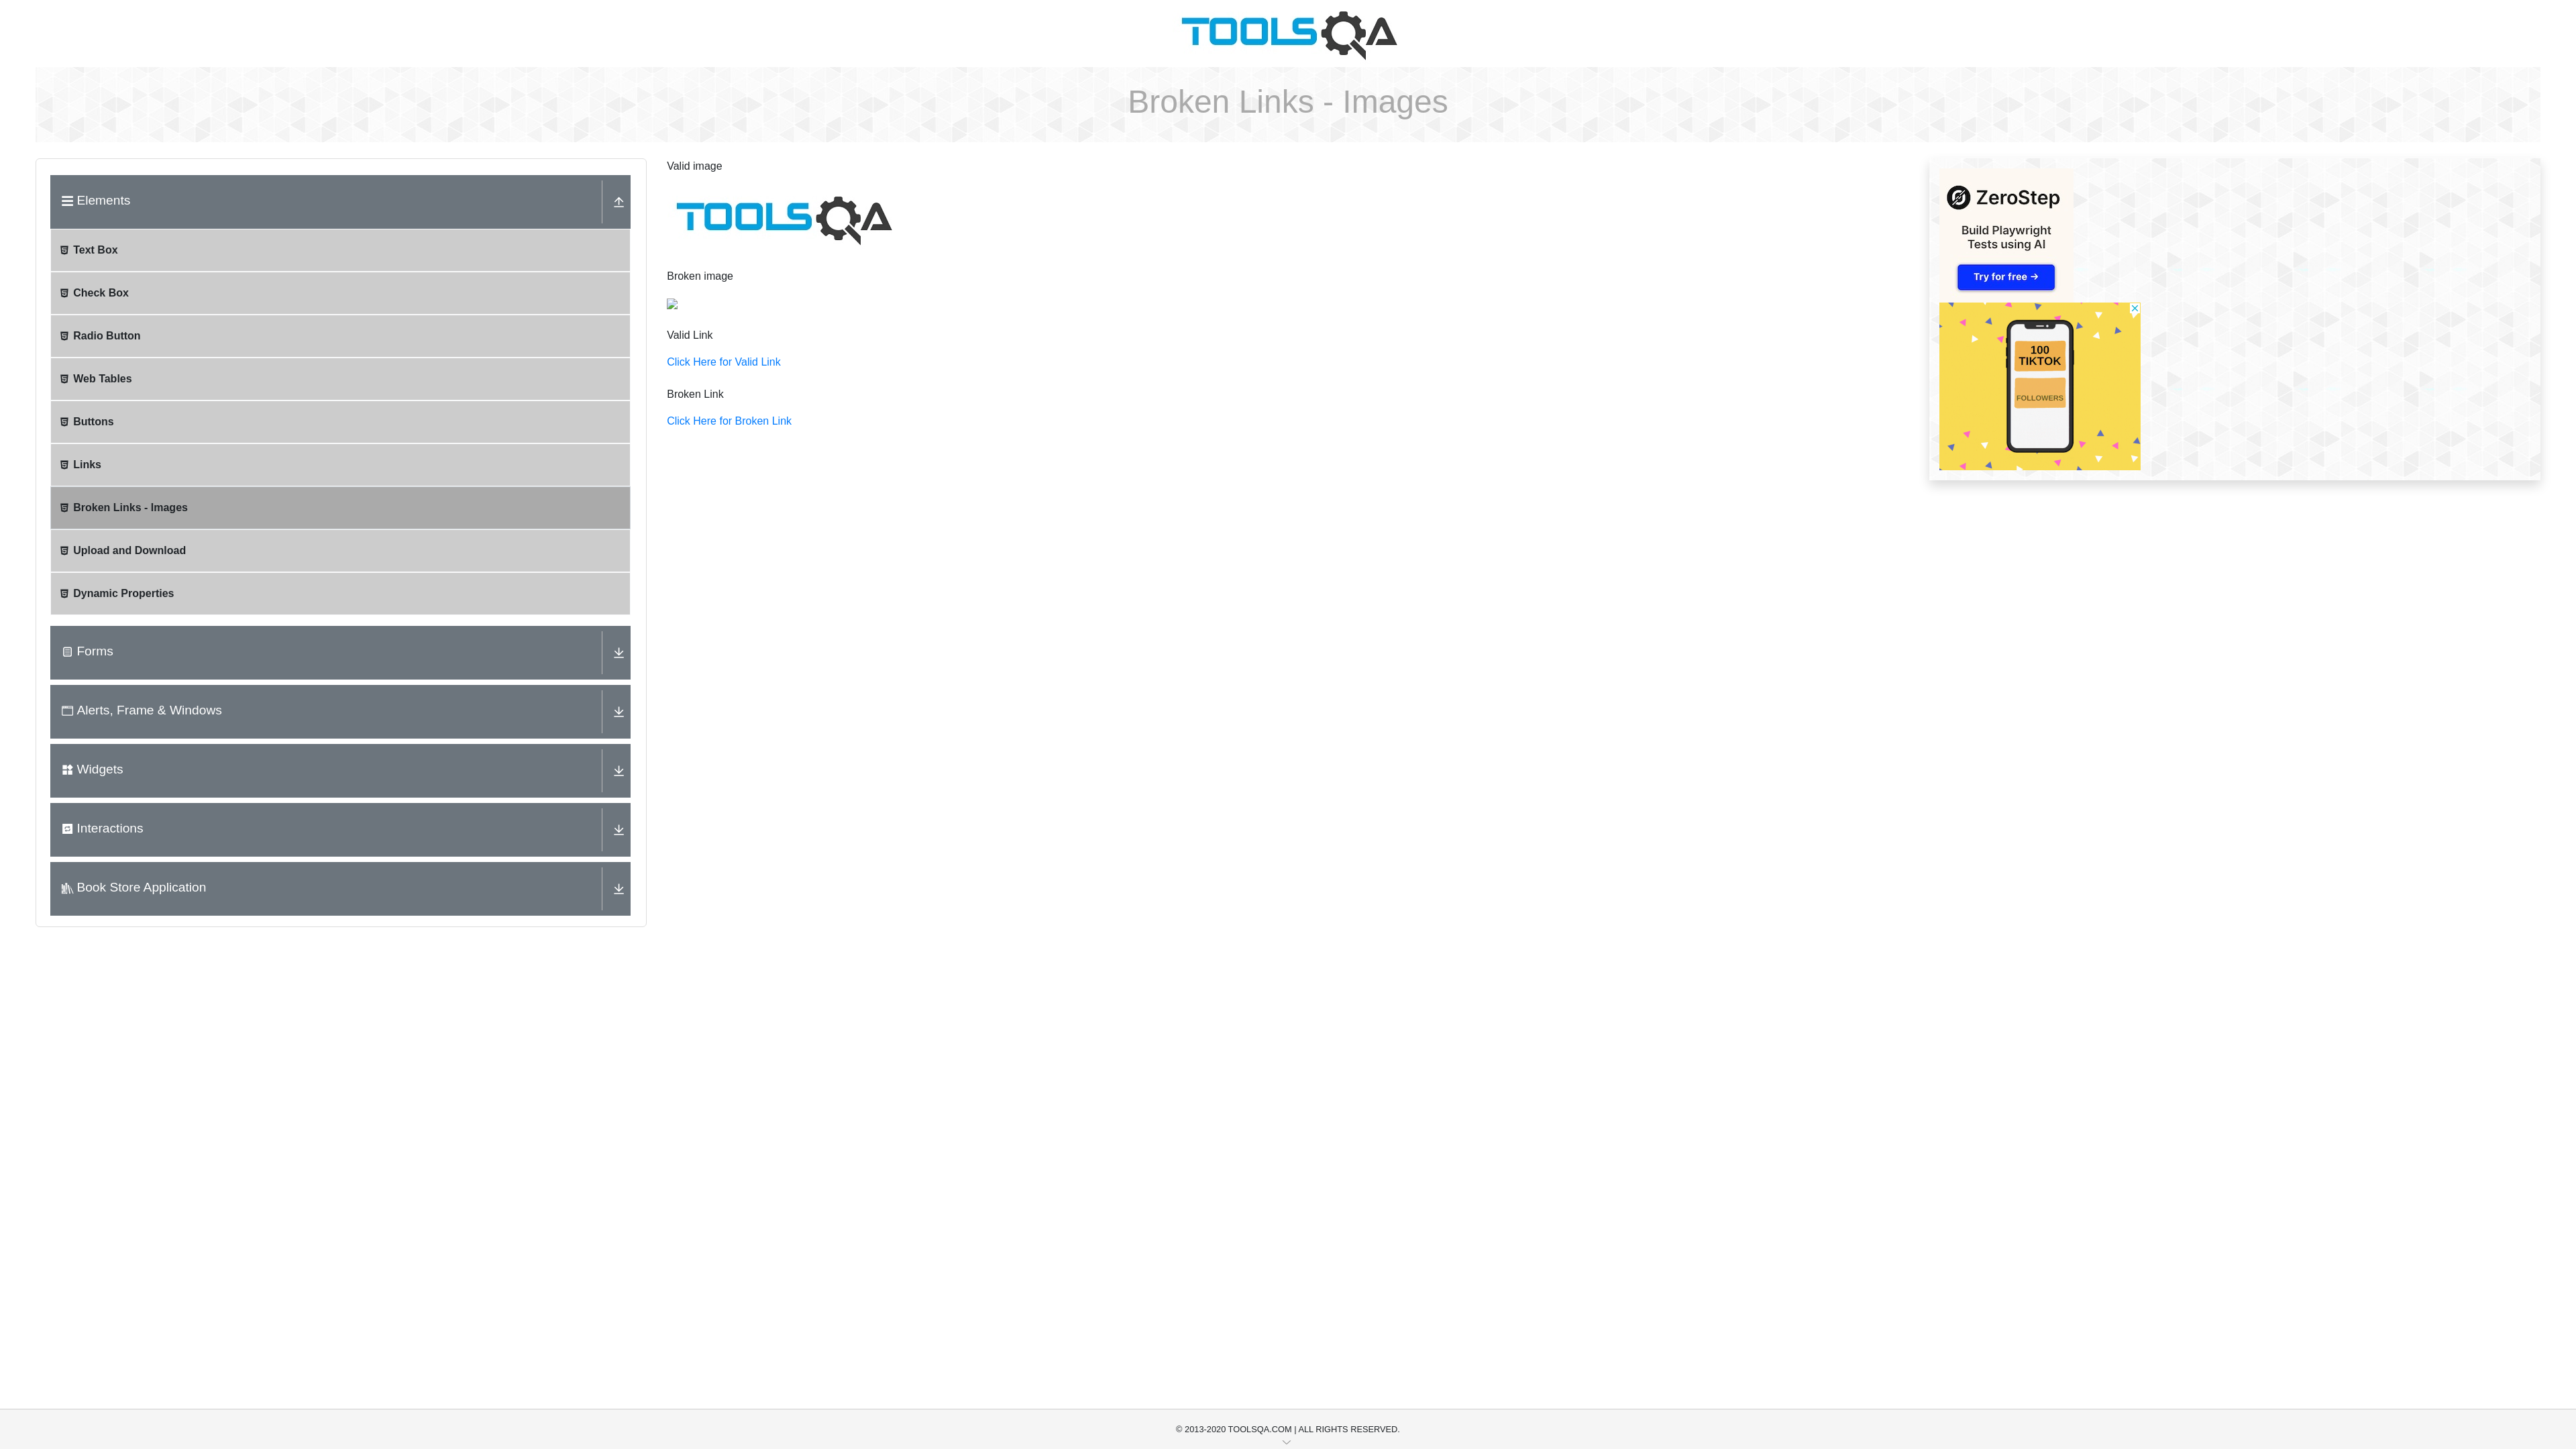 TOOLSQA
Broken Links - Images
Elements
Text Box
Check Box
Radio Button
Web Tables
Buttons
Links
Broken Links - Images
Upload and Download
Dynamic Properties
Forms
Alerts, Frame & Windows
Widgets
Interactions
Book Store Application
Valid image
TOOLSQA
Broken image
Valid Link
Click Here for Valid Link
Broken Link
Click Here for Broken Link
ZeroStep
Build Playwright
Tests using AI
Try for free →
100
TIKTOK
FOLLOWERS
© 2013-2020 TOOLSQA.COM | ALL RIGHTS RESERVED.